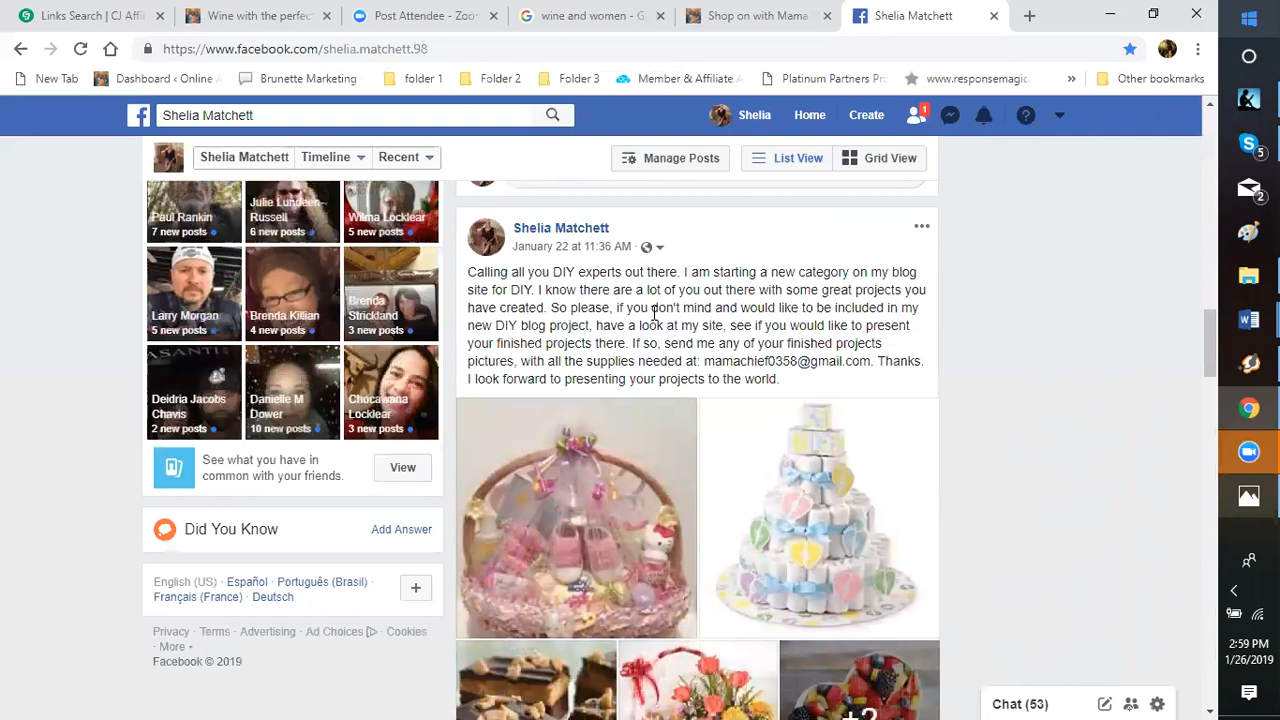 Links Search | CJ Affil
Wine with the perfect
Post Attendee - Zoom
wine and women - G
Shop on with Mama
Shelia Matchett
https://www.facebook.com/shelia.matchett.98
New Tab
Dashboard ‹ Online
Brunette Marketing
folder 1
Folder 2
Folder 3
Member & Affiliate
Platinum Partners Pr
www.responsemagic.
»
Other bookmarks
Shelia Matchett
Shelia
Home
Create
1
Shelia Matchett
Timeline
Recent
Manage Posts
List View
Grid View
Paul Rankin
7 new posts
Julie Lundeen-
Russell
6 new posts
Wilma Locklear
5 new posts
Larry Morgan
5 new posts
Brenda Killian
4 new posts
Brenda
Strickland
3 new posts
ASANTI
Deidria Jacobs
Chavis
2 new posts
Danielle M
Dower
10 new posts
Chocawana
Locklear
3 new posts
See what you have in
common with your friends.
View
Did You Know
Add Answer
English (US) · Español · Português (Brasil) ·
Français (France) · Deutsch
Privacy · Terms · Advertising · Ad Choices · Cookies
· More
Facebook © 2019
Shelia Matchett
January 22 at 11:36 AM ·
Calling all you DIY experts out there. I am starting a new category on my blog
site for DIY. I know there are a lot of you out there with some great projects you
have created. So please, if you don't mind and would like to be included in my
new DIY blog project, have a look at my site, see if you would like to present
your finished projects there. If so, send me any of your finished projects
pictures, with all the supplies needed at: mamachief0358@gmail.com. Thanks.
I look forward to presenting your projects to the world.
+2
Chat (53)
5
2
2:59 PM
1/26/2019